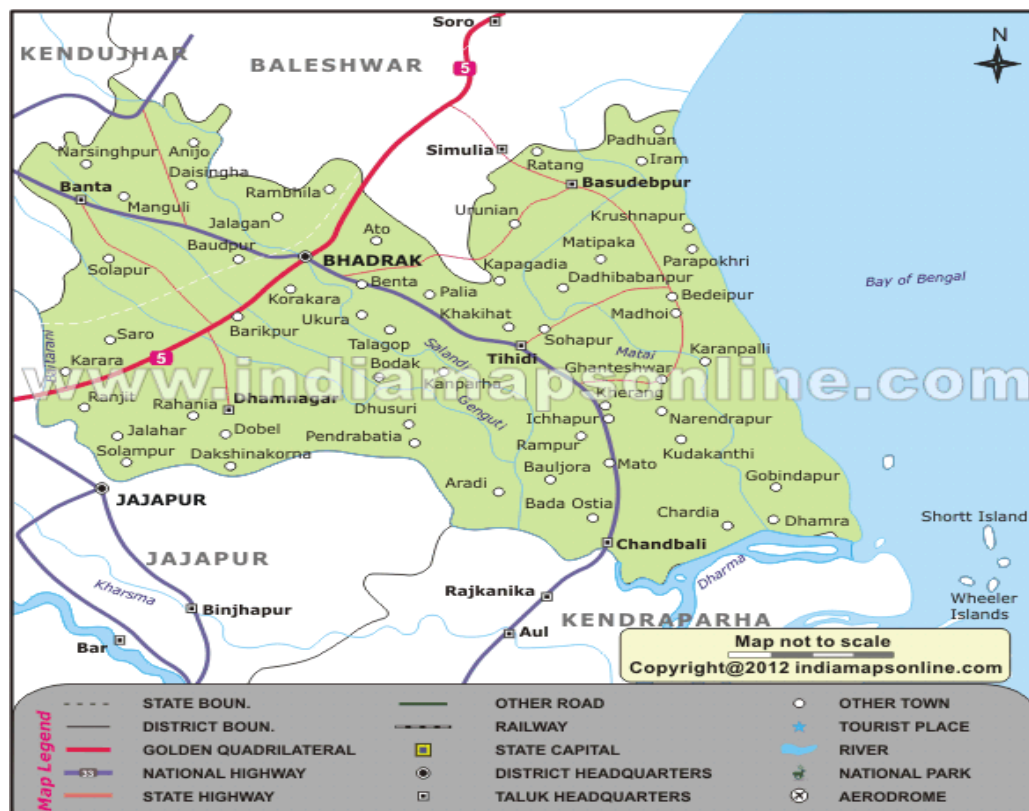 Soro
N
KENDUJHAR
BALESHWAR
5
Padhuan
Narsinghpur
Anijo
Simulia
Ratang
Iram
Daisingha
Banta
Rambhila
Basudebpur
Manguli
Jalagan
Urunian
Krushnapur
Baudpur
Ato
Matipaka
Solapur
BHADRAK
Kapagadia
Parapokhri
Bay of Bengal
Korakara
Benta
Palia
Dadhibabanpur
Bedeipur
Saro
Barikpur
Ukura
Khakihat
Madhoi
Talagop
Sohapur
5
Salandi
Tihidi
Matai
Karanpalli
Karara
Bodak
Ghanteshwar
www.indiamapsonline.com
Kanparha
Kherang
Ranjit
Rahania
Dhamnagar
Dhusuri
Genguti
Ichhapur
Narendrapur
Jalahar
Dobel
Pendrabatia
Rampur
Kudakanthi
Solampur
Dakshinakorna
Bauljora
Mato
Aradi
Gobindapur
JAJAPUR
Bada Ostia
Chardia
Dhamra
Shortt Island
Chandbali
JAJAPUR
Dharma
Kharsma
Rajkanika
Wheeler
Islands
Binjhapur
KENDRAPARHA
Bar
Aul
Map not to scale
Copyright@2012 indiamapsonline.com
Map Legend
STATE BOUN.
OTHER ROAD
OTHER TOWN
DISTRICT BOUN.
RAILWAY
TOURIST PLACE
GOLDEN QUADRILATERAL
STATE CAPITAL
RIVER
33 NATIONAL HIGHWAY
DISTRICT HEADQUARTERS
NATIONAL PARK
STATE HIGHWAY
TALUK HEADQUARTERS
AERODROME